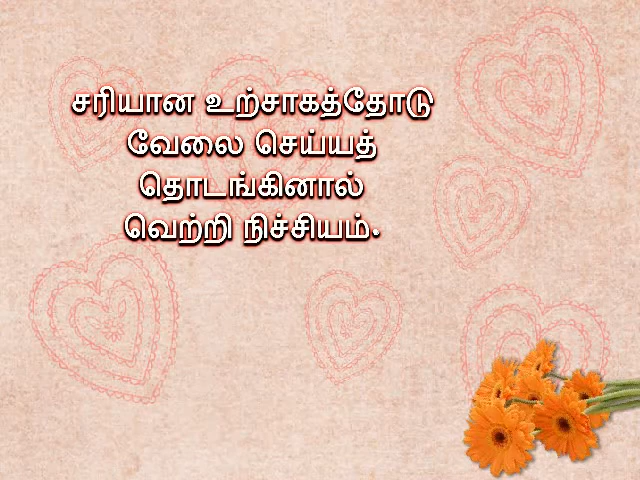 சரியான உற்சாகத்தோடு
வேலை செய்யத்
தொடங்கினால்
வெற்றி நிச்சியம்.